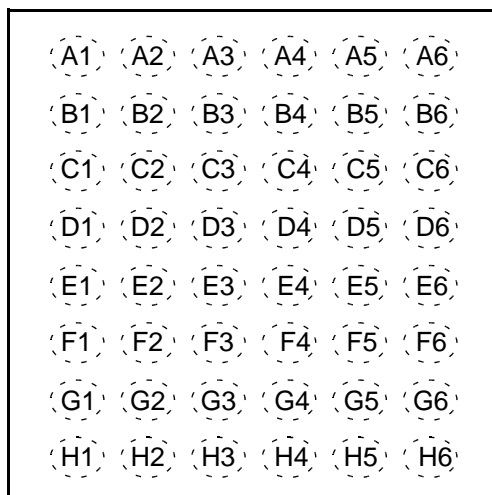 A1 A2 A3 A4 A5 A6
B1 B2 B3 B4 B5 B6
C1 C2 C3 C4 C5 C6
D1 D2 D3 D4 D5 D6
E1 E2 E3 E4 E5 E6
F1 F2 F3 F4 F5 F6
G1 G2 G3 G4 G5 G6
H1 H2 H3 H4 H5 H6